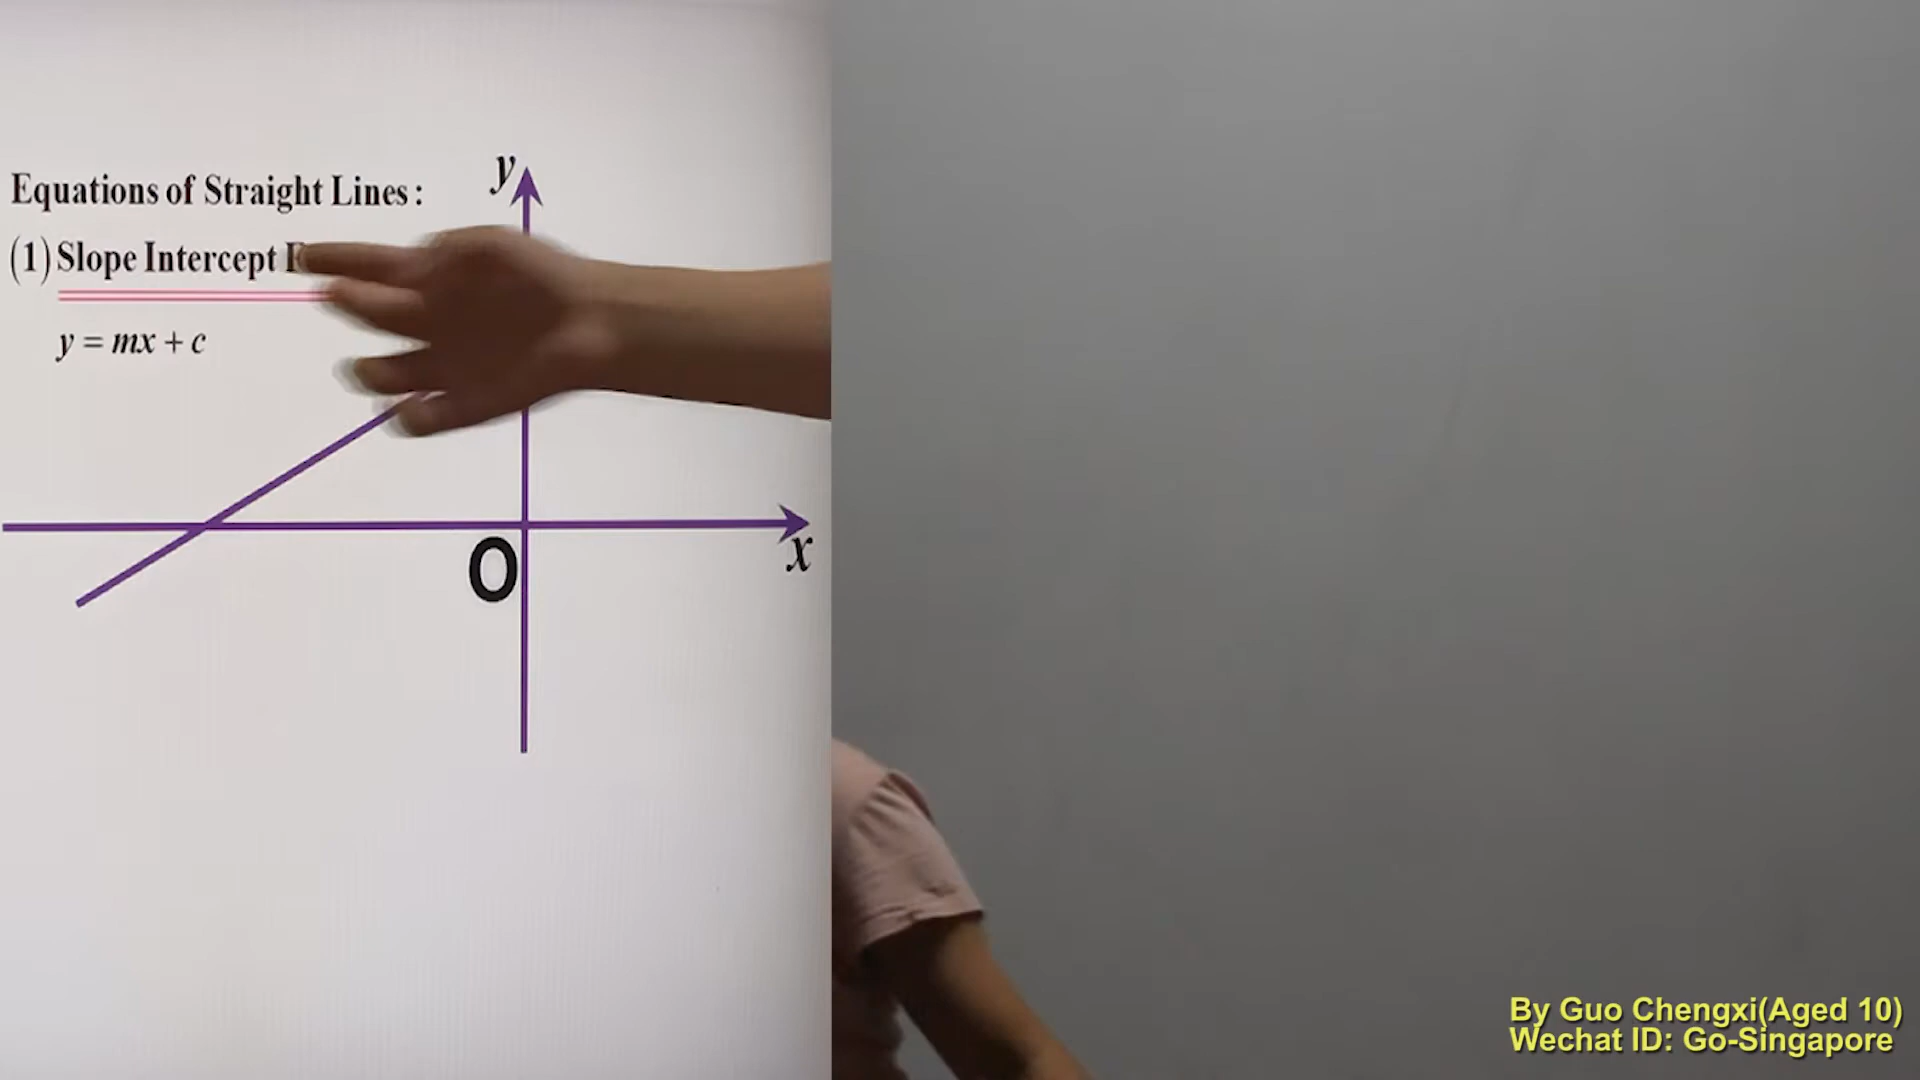 Equations of Straight Lines:
(1) Slope Intercept
y = mx + c
y
x
O
By Guo Chengxi(Aged 10)
Wechat ID: Go-Singapore